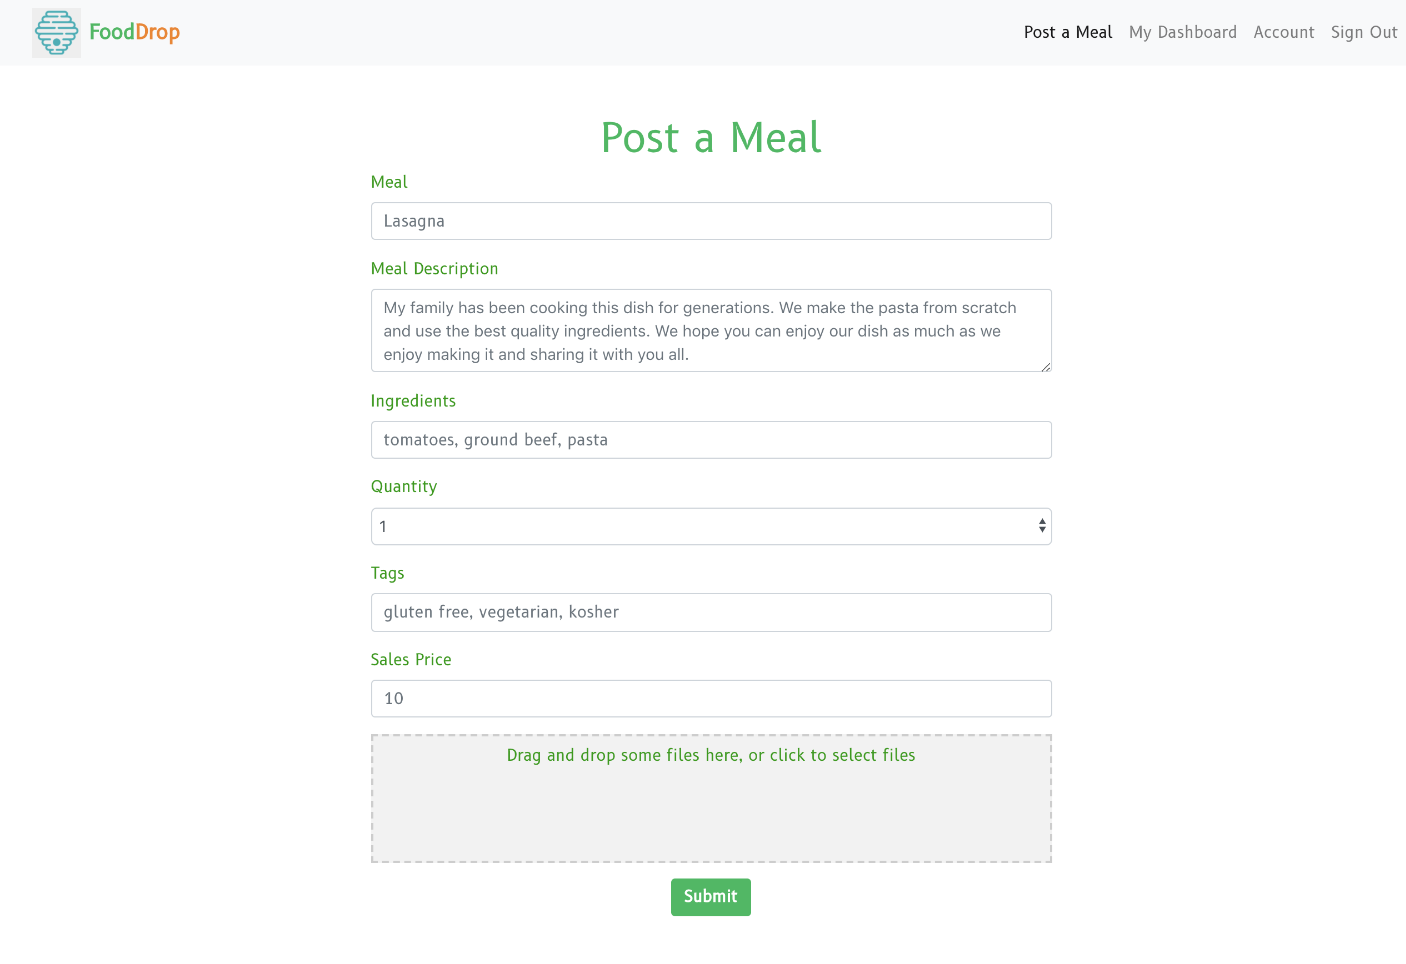 FoodDrop
Post a Meal My Dashboard Account Sign Out
Post a Meal
Meal
Lasagna
Meal Description
My family has been cooking this dish for generations. We make the pasta from scratch
and use the best quality ingredients. We hope you can enjoy our dish as much as we
enjoy making it and sharing it with you all.
Ingredients
tomatoes, ground beef, pasta
Quantity
1
Tags
gluten free, vegetarian, kosher
Sales Price
10
Drag and drop some files here, or click to select files
Submit